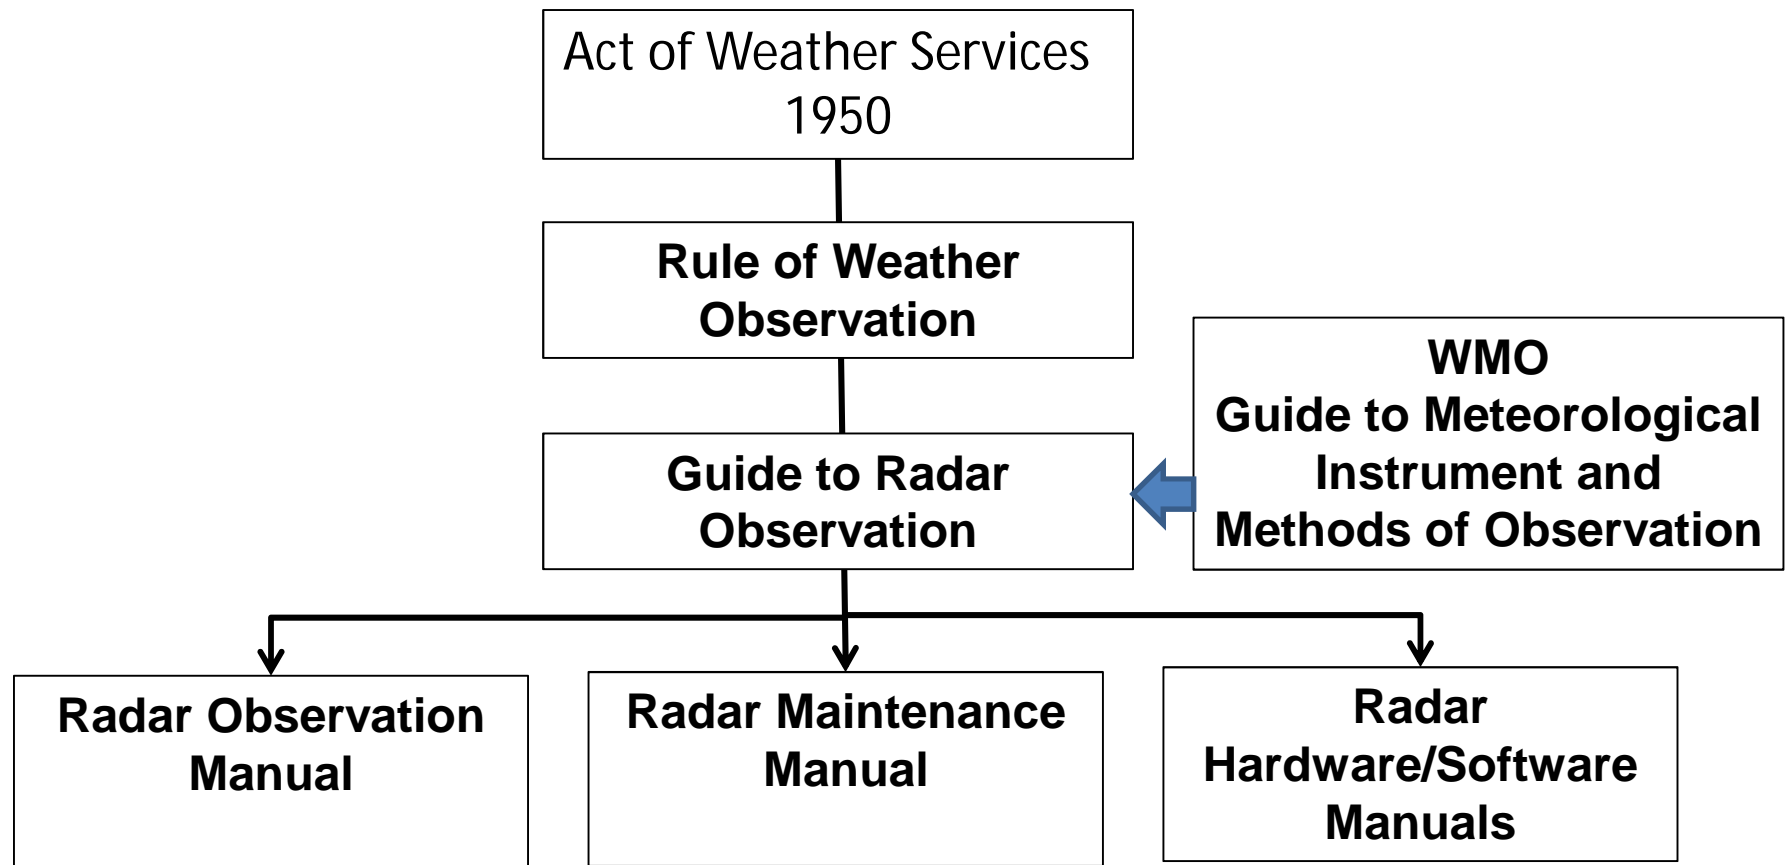 Act of Weather Services
1950
Rule of Weather
Observation
Guide to Radar
Observation
WMO
Guide to Meteorological
Instrument and
Methods of Observation
Radar Observation
Manual
Radar Maintenance
Manual
Radar
Hardware/Software
Manuals